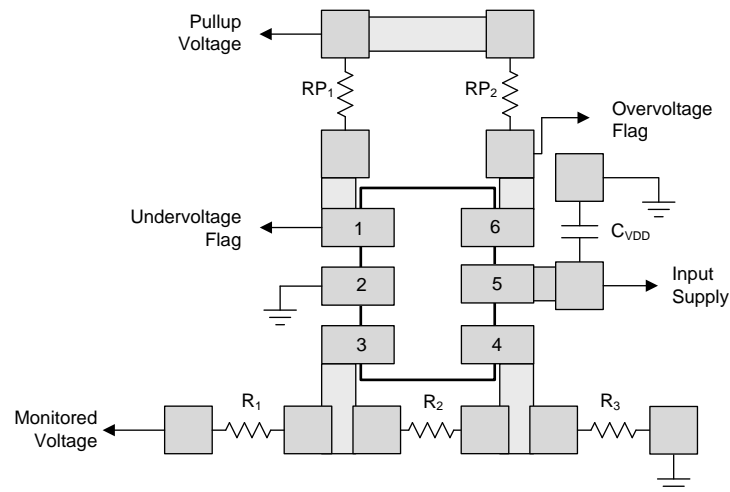 Pullup
Voltage
RP1
RP2
Overvoltage
Flag
Undervoltage
Flag
1
6
CVDD
2
5
Input
Supply
3
4
Monitored
Voltage
R1
R2
R3